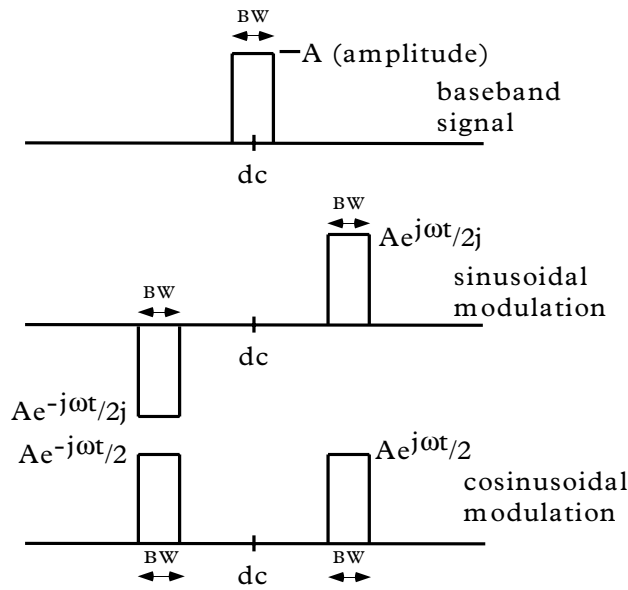 BW
A (amplitude)
baseband
signal
dc
BW
Ae^jωt/2j
sinusoidal
modulation
BW
dc
Ae^-jωt/2j
Ae^-jωt/2
Ae^jωt/2
cosinusoidal
modulation
BW
dc
BW